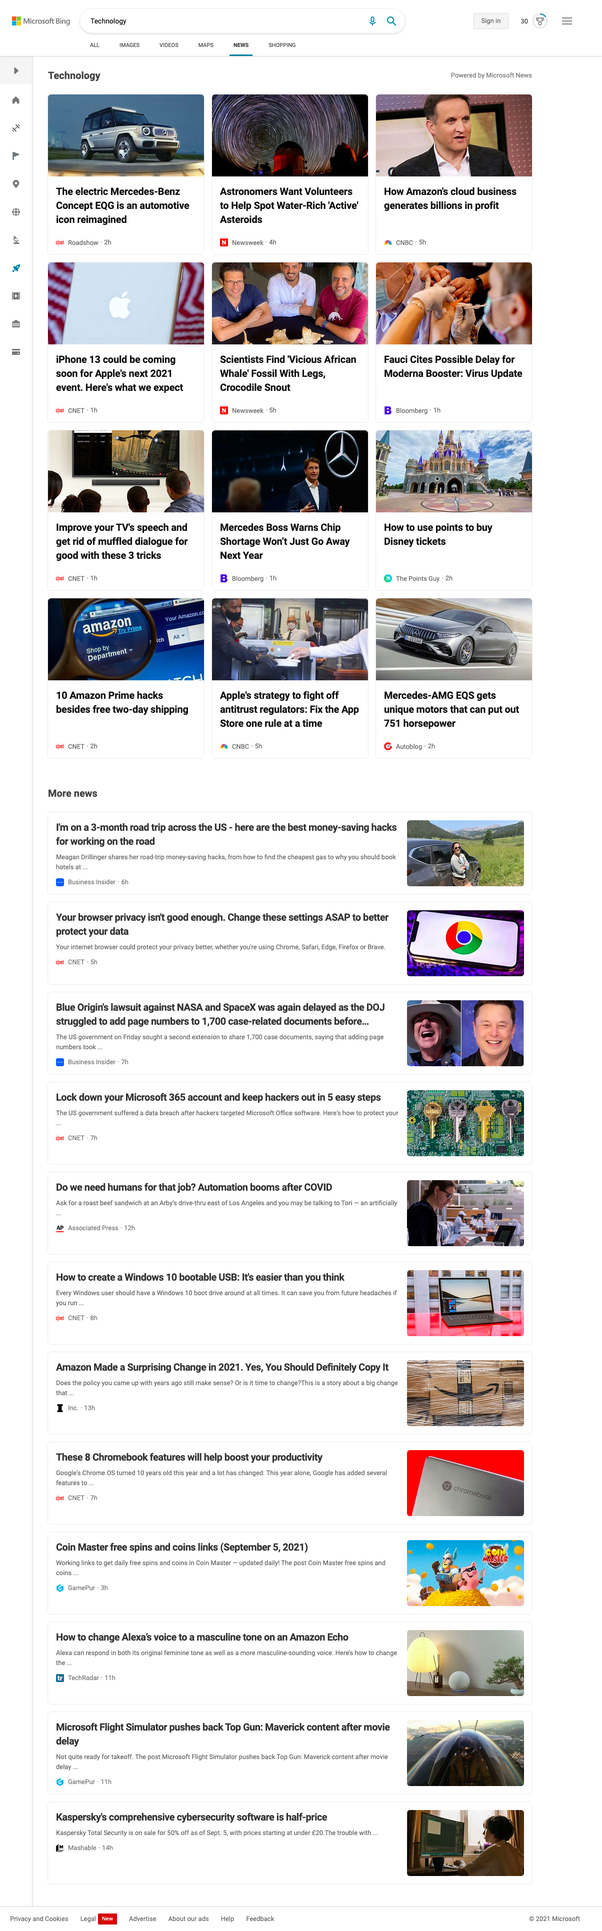 Microsoft Bing
Technology
Sign in
30
ALL
IMAGES
VIDEOS
MAPS
NEWS
SHOPPING
Technology
Powered by Microsoft News
The electric Mercedes-Benz
Concept EQG is an automotive
icon reimagined
Roadshow · 2h
Astronomers Want Volunteers
to Help Spot Water-Rich 'Active'
Asteroids
Newsweek · 4h
How Amazon's cloud business
generates billions in profit
CNBC · 5h
iPhone 13 could be coming
soon for Apple's next 2021
event. Here's what we expect
CNET · 1h
Scientists Find 'Vicious African
Whale' Fossil With Legs,
Crocodile Snout
Newsweek · 5h
Fauci Cites Possible Delay for
Moderna Booster: Virus Update
Bloomberg · 1h
Improve your TV's speech and
get rid of muffled dialogue for
good with these 3 tricks
CNET · 1h
Mercedes Boss Warns Chip
Shortage Won't Just Go Away
Next Year
Bloomberg · 1h
How to use points to buy
Disney tickets
The Points Guy · 2h
amazon
Try Prime
Your Amazon.co
Shop by
Department
All
10 Amazon Prime hacks
besides free two-day shipping
CNET · 2h
Apple's strategy to fight off
antitrust regulators: Fix the App
Store one rule at a time
CNBC · 5h
Mercedes-AMG EQS gets
unique motors that can put out
751 horsepower
Autoblog · 2h
More news
I'm on a 3-month road trip across the US - here are the best money-saving hacks
for working on the road
Meagan Drillinger shares her road-trip money-saving hacks, from how to find the cheapest gas to why you should book
hotels at ...
Business Insider · 6h
Your browser privacy isn't good enough. Change these settings ASAP to better
protect your data
Your internet browser could protect your privacy better, whether you're using Chrome, Safari, Edge, Firefox or Brave.
CNET · 5h
Blue Origin's lawsuit against NASA and SpaceX was again delayed as the DOJ
struggled to add page numbers to 1,700 case-related documents before...
The US government on Friday sought a second extension to share 1,700 case documents, saying that adding page
numbers took ...
Business Insider · 7h
Lock down your Microsoft 365 account and keep hackers out in 5 easy steps
The US government suffered a data breach after hackers targeted Microsoft Office software. Here's how to protect your
...
CNET · 7h
Do we need humans for that job? Automation booms after COVID
Ask for a roast beef sandwich at an Arby's drive-thru east of Los Angeles and you may be talking to Tori — an artificially
...
AP Associated Press · 12h
How to create a Windows 10 bootable USB: It's easier than you think
Every Windows user should have a Windows 10 boot drive around at all times. It can save you from future headaches if
you run ...
CNET · 8h
Amazon Made a Surprising Change in 2021. Yes, You Should Definitely Copy It
Does the policy you came up with years ago still make sense? Or is it time to change?This is a story about a big change
that ...
Inc. · 13h
These 8 Chromebook features will help boost your productivity
Google's Chrome OS turned 10 years old this year and a lot has changed. This year alone, Google has added several
features to ...
CNET · 7h
chromebook
Coin Master free spins and coins links (September 5, 2021)
Working links to get daily free spins and coins in Coin Master — updated daily! The post Coin Master free spins and
coins ...
GamePur · 3h
COIN MASTER
How to change Alexa's voice to a masculine tone on an Amazon Echo
Alexa can respond in both its original feminine tone as well as a more masculine-sounding voice. Here's how to change
the ...
tr TechRadar · 11h
Microsoft Flight Simulator pushes back Top Gun: Maverick content after movie
delay
Not quite ready for takeoff. The post Microsoft Flight Simulator pushes back Top Gun: Maverick content after movie
delay ...
GamePur · 11h
Kaspersky's comprehensive cybersecurity software is half-price
Kaspersky Total Security is on sale for 50% off as of Sept. 5, with prices starting at under £20.The trouble with ...
Mashable · 14h
Privacy and Cookies
Legal New
Advertise
About our ads
Help
Feedback
© 2021 Microsoft